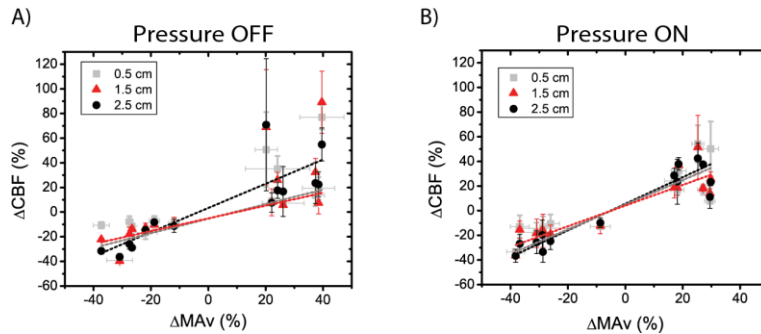 A) Pressure OFF
ΔCBF (%)
120
100
80
60
40
20
0
-20
-40
-60
0.5 cm
1.5 cm
2.5 cm
-40 -20 0 20 40
ΔMAv (%)
B) Pressure ON
ΔCBF (%)
120
100
80
60
40
20
0
-20
-40
-60
0.5 cm
1.5 cm
2.5 cm
-40 -20 0 20 40
ΔMAv (%)